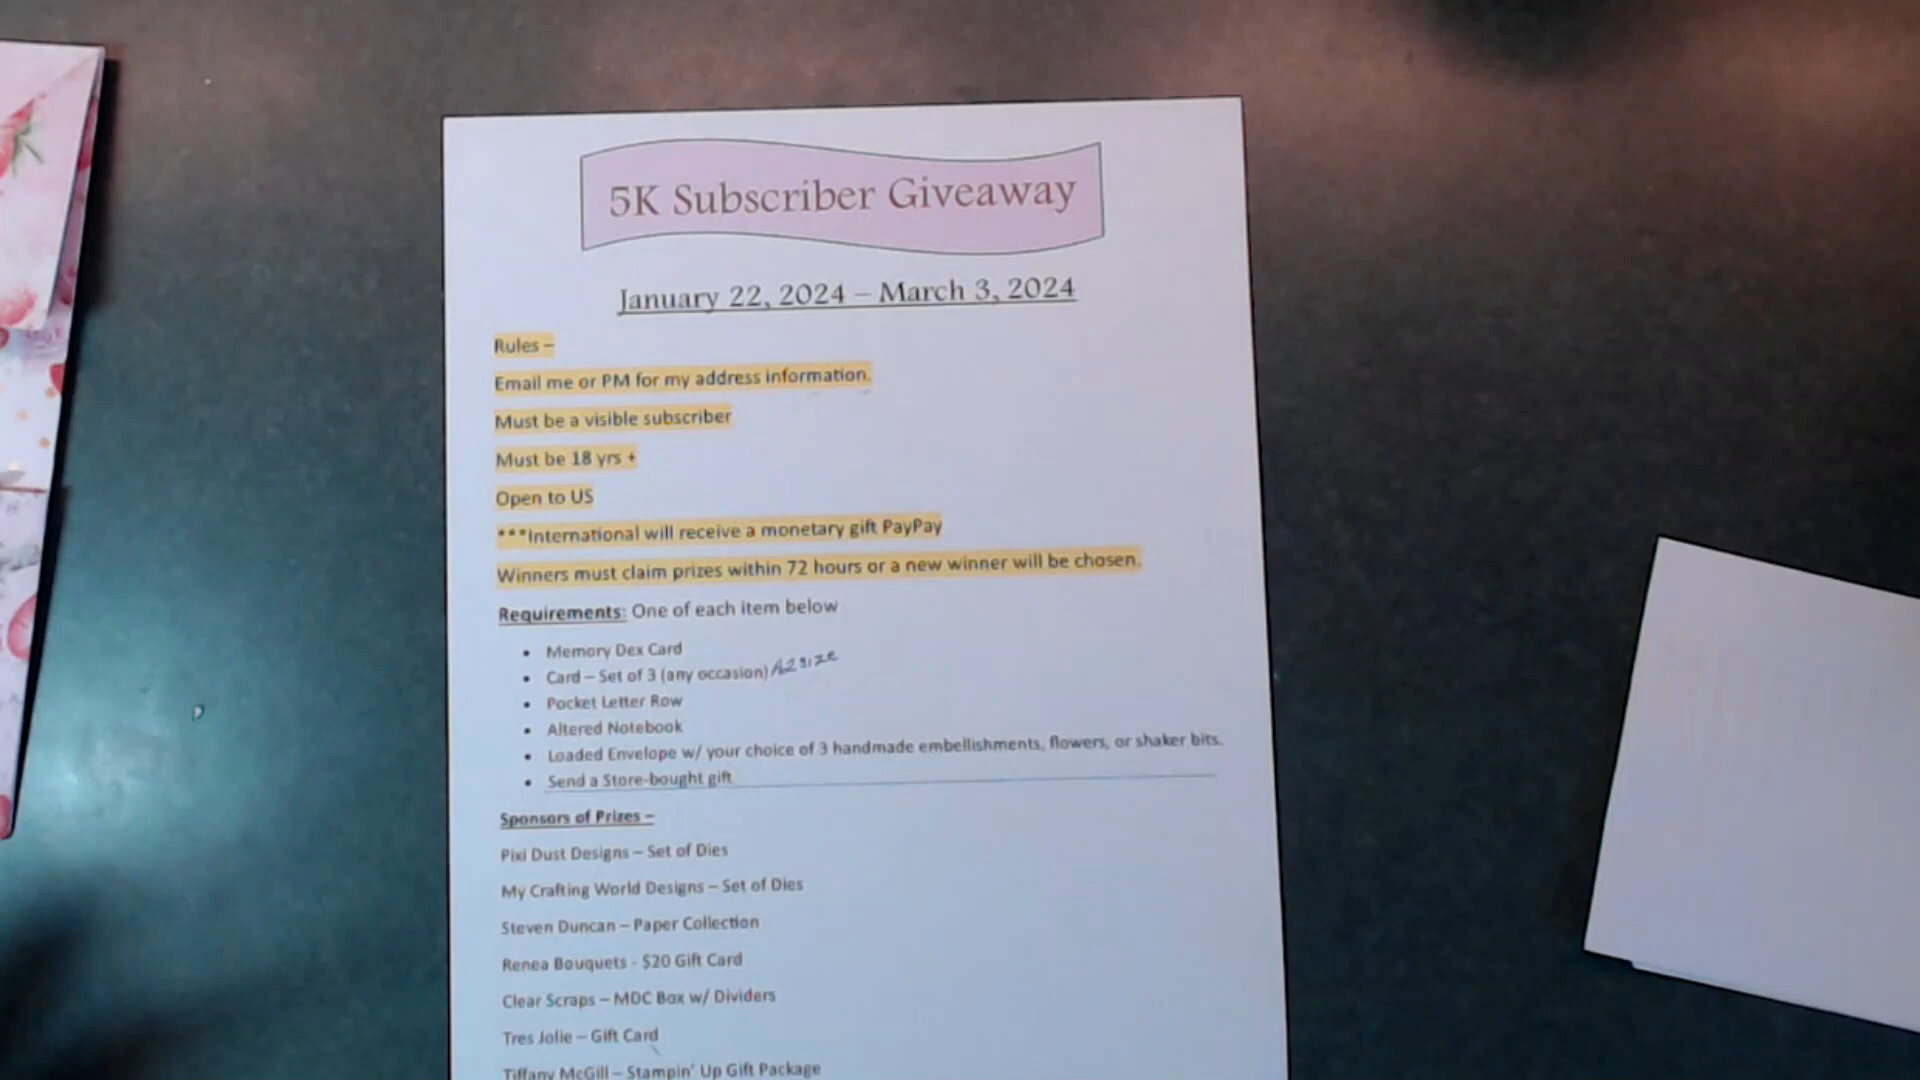 5K Subscriber Giveaway
January 22, 2024 – March 3, 2024
Rules –
Email me or PM for my address information.
Must be a visible subscriber
Must be 18 yrs +
Open to US
***International will receive a monetary gift PayPay
Winners must claim prizes within 72 hours or a new winner will be chosen.
Requirements: One of each item below
• Memory Dex Card
• Card – Set of 3 (any occasion) A2 size
• Pocket Letter Row
• Altered Notebook
• Loaded Envelope w/ your choice of 3 handmade embellishments, flowers, or shaker bits.
• Send a Store-bought gift
Sponsors of Prizes –
Pixi Dust Designs – Set of Dies
My Crafting World Designs – Set of Dies
Steven Duncan – Paper Collection
Renea Bouquets - $20 Gift Card
Clear Scraps – MDC Box w/ Dividers
Tres Jolie – Gift Card
Tiffany McGill – Stampin' Up Gift Package